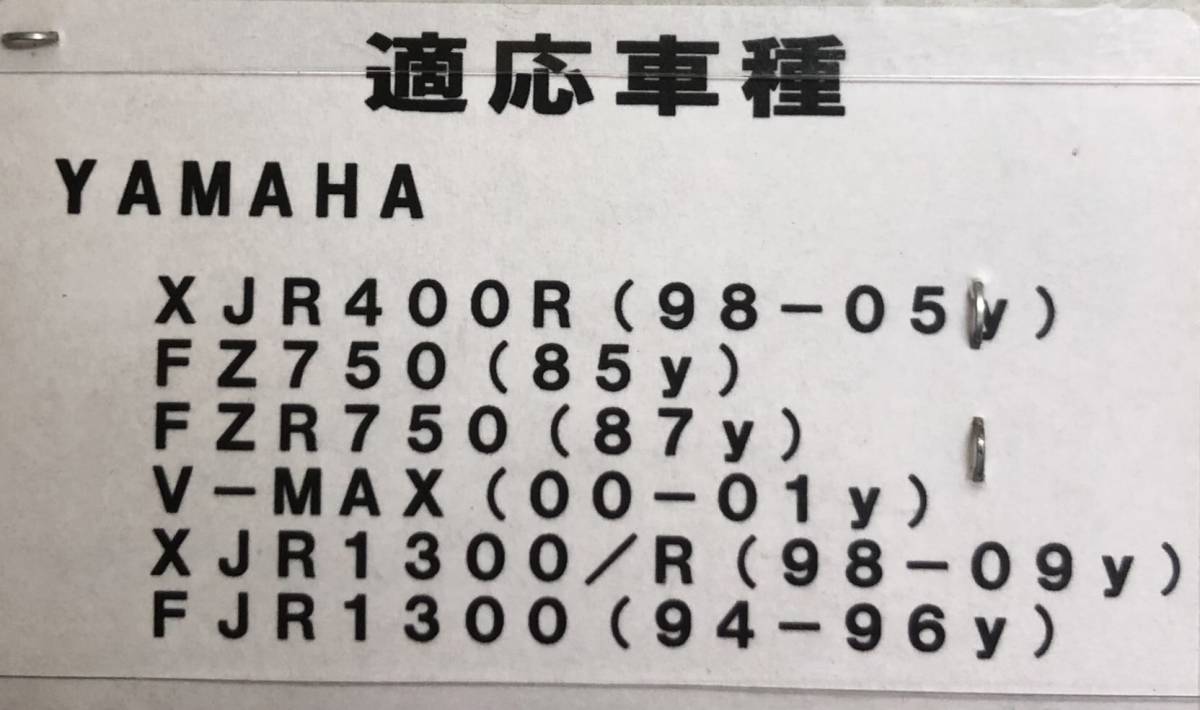 適応車種
YAMAHA
XJR400R(98-05y)
FZ750(85y)
FZR750(87y)
V-MAX(00-01y)
XJR1300/R(98-09y)
FJR1300(94-96y)